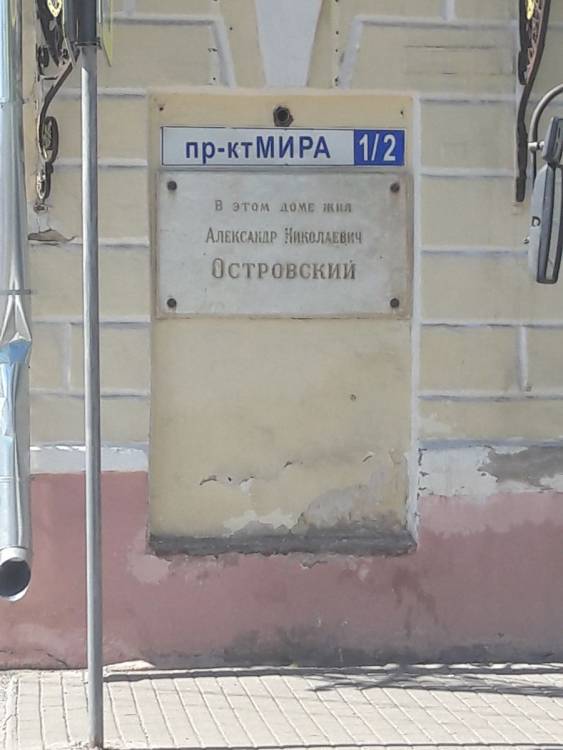 пр-кт МИРА 1/2
В этом доме жил
Александр Николаевич
Островский